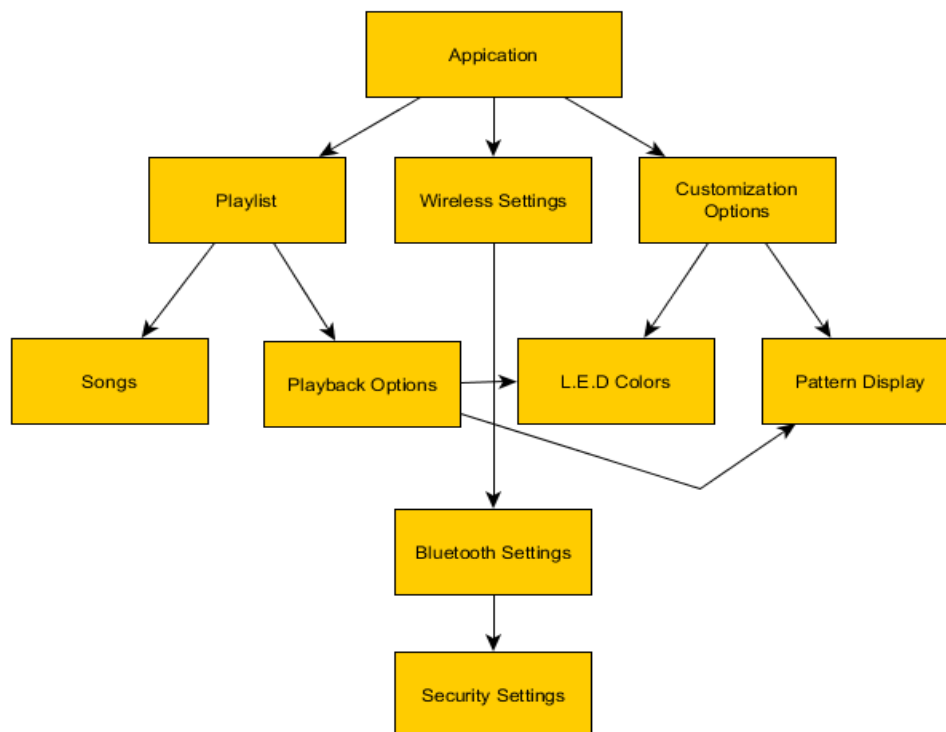 Appication
Playlist
Wireless Settings
Customization
Options
Songs
Playback Options
L.E.D Colors
Pattern Display
Bluetooth Settings
Security Settings